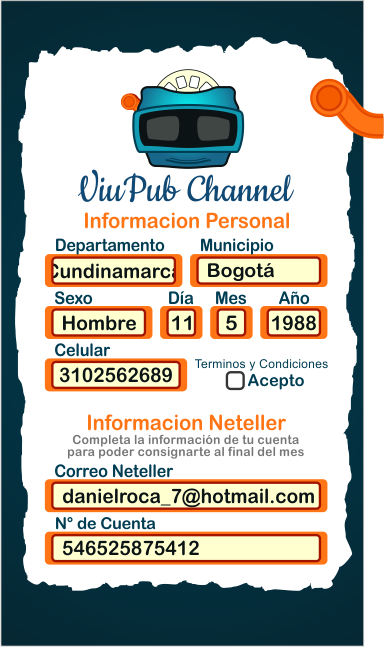 ViuPub Channel
Informacion Personal
Departamento Municipio
Cundinamarca Bogotá
Sexo Día Mes Año
Hombre 11 5 1988
Celular
3102562689
Terminos y Condiciones
Acepto
Informacion Neteller
Completa la información de tu cuenta
para poder consignarte al final del mes
Correo Neteller
danielroca_7@hotmail.com
N° de Cuenta
546525875412